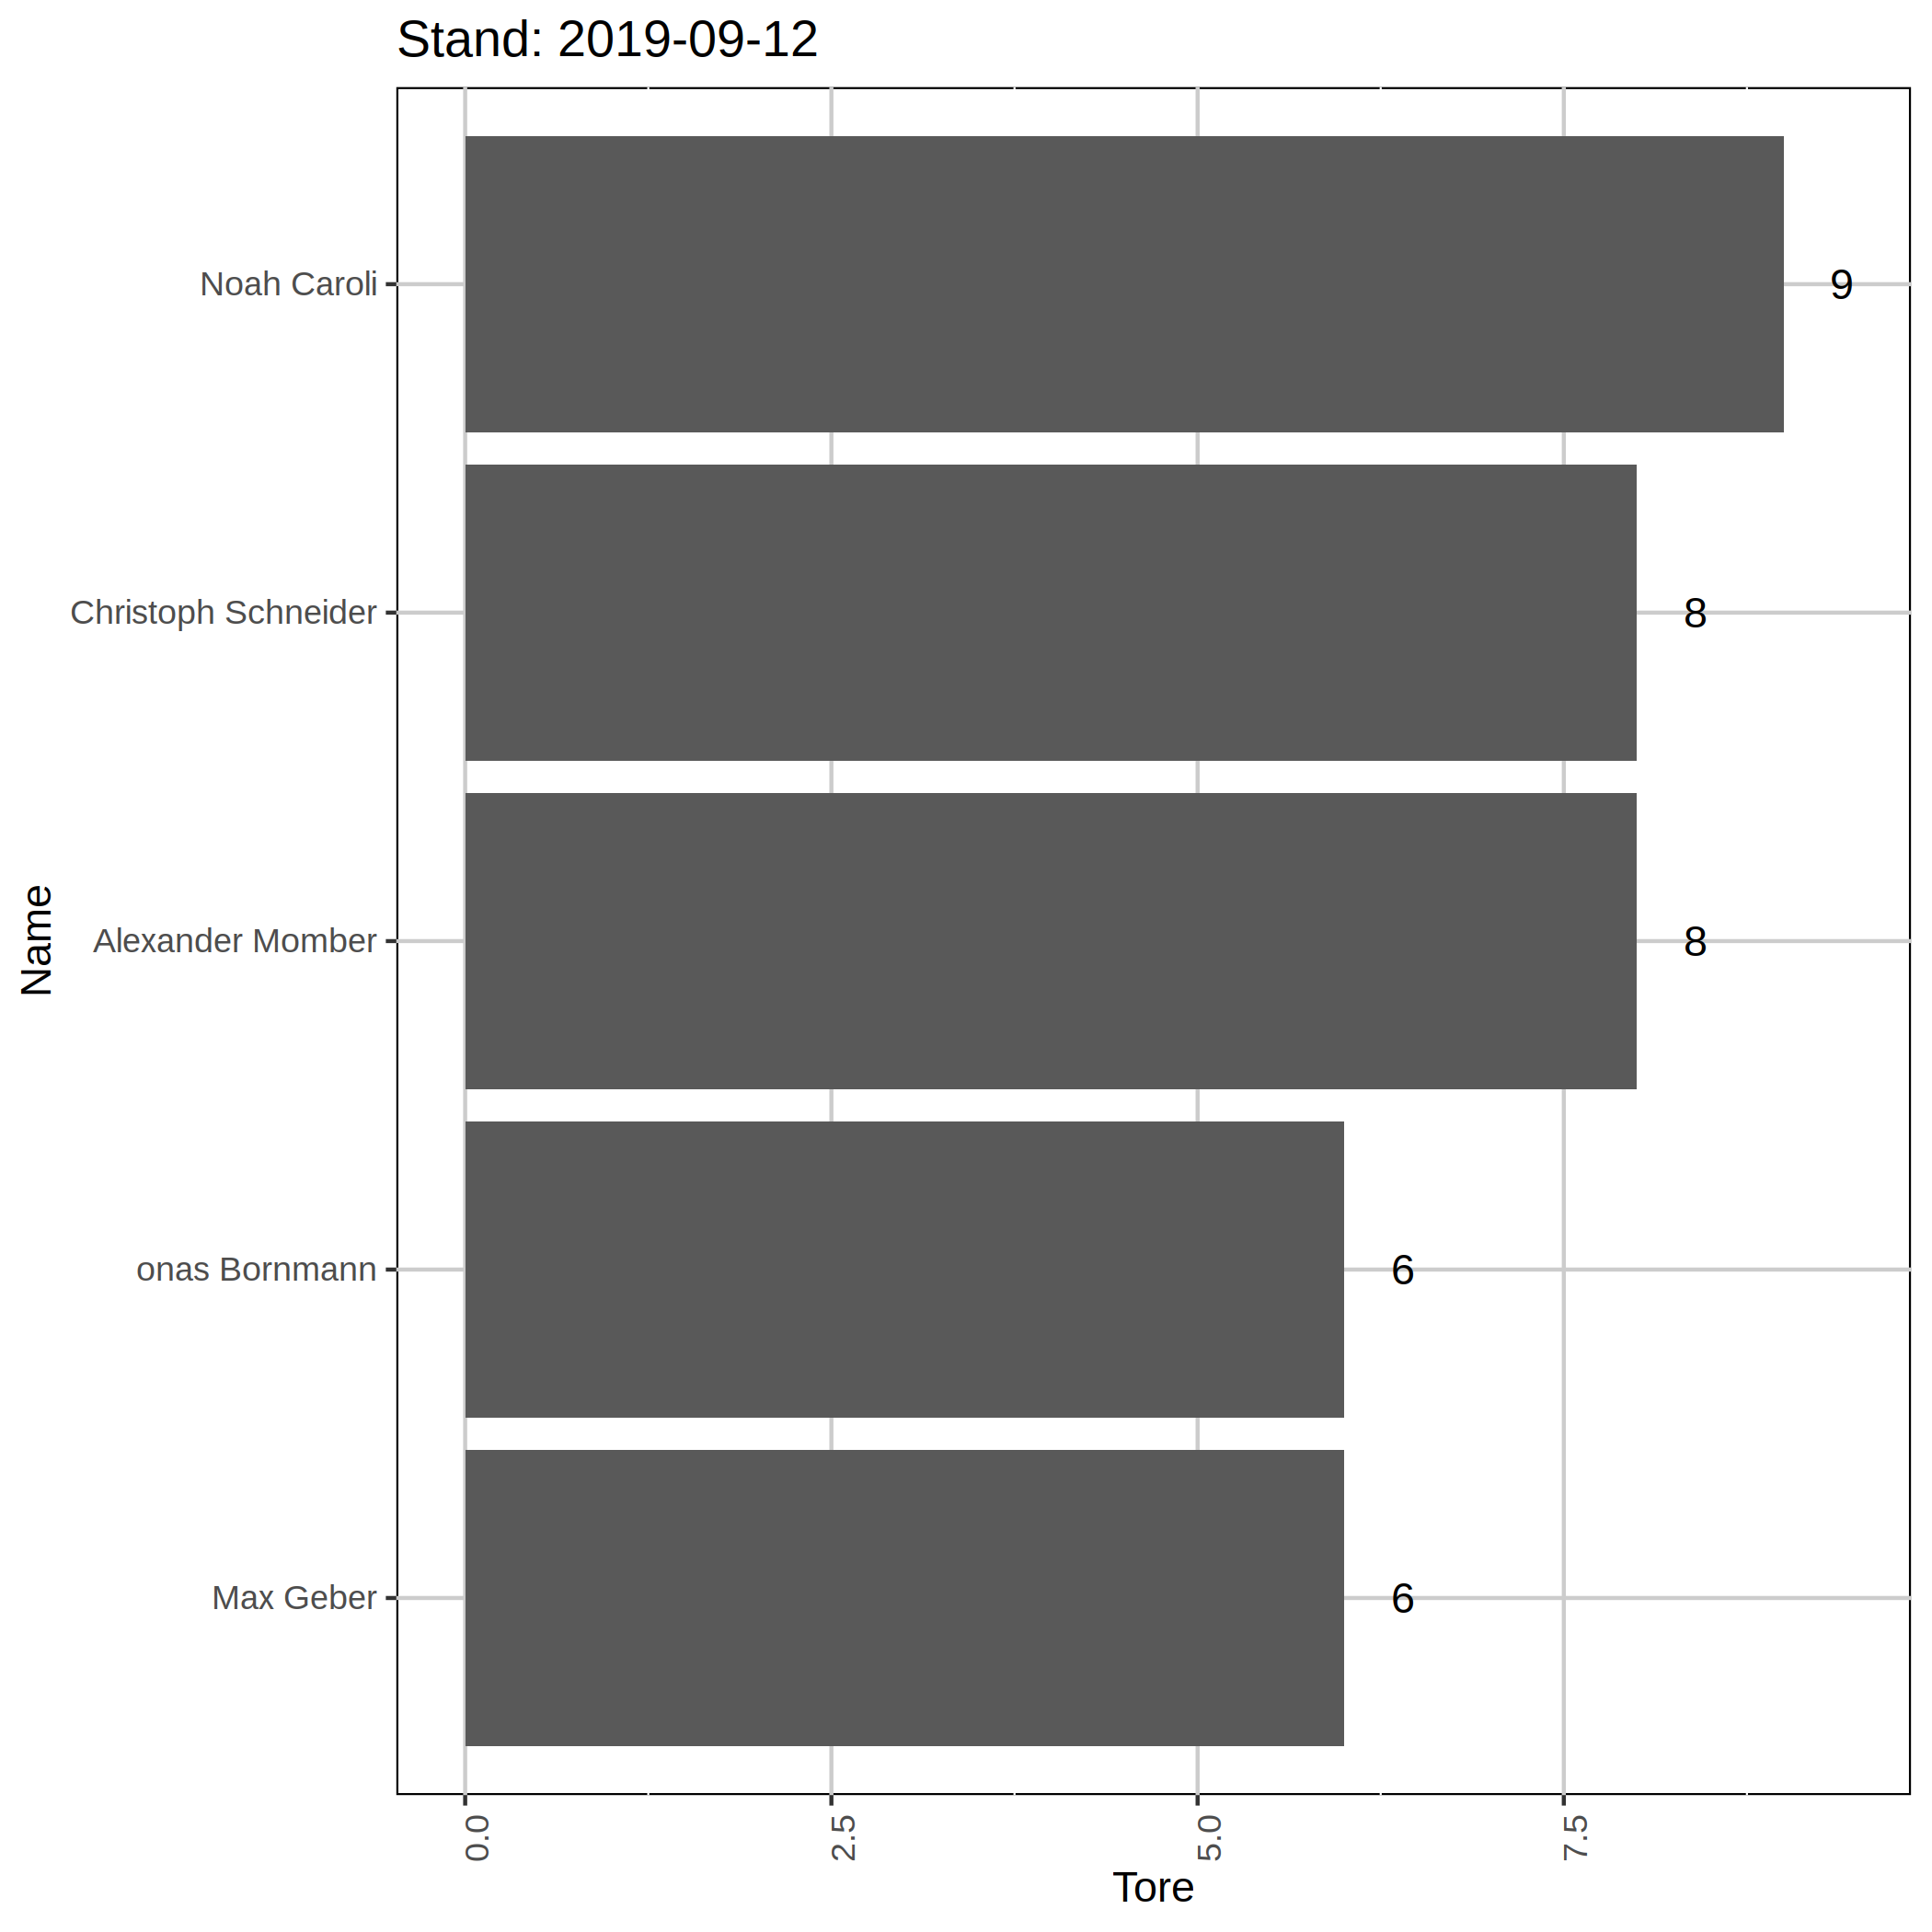 Stand: 2019-09-12
Name
Noah Caroli
9
Christoph Schneider
8
Alexander Momber
8
onas Bornmann
6
Max Geber
6
0.0
2.5
5.0
7.5
Tore